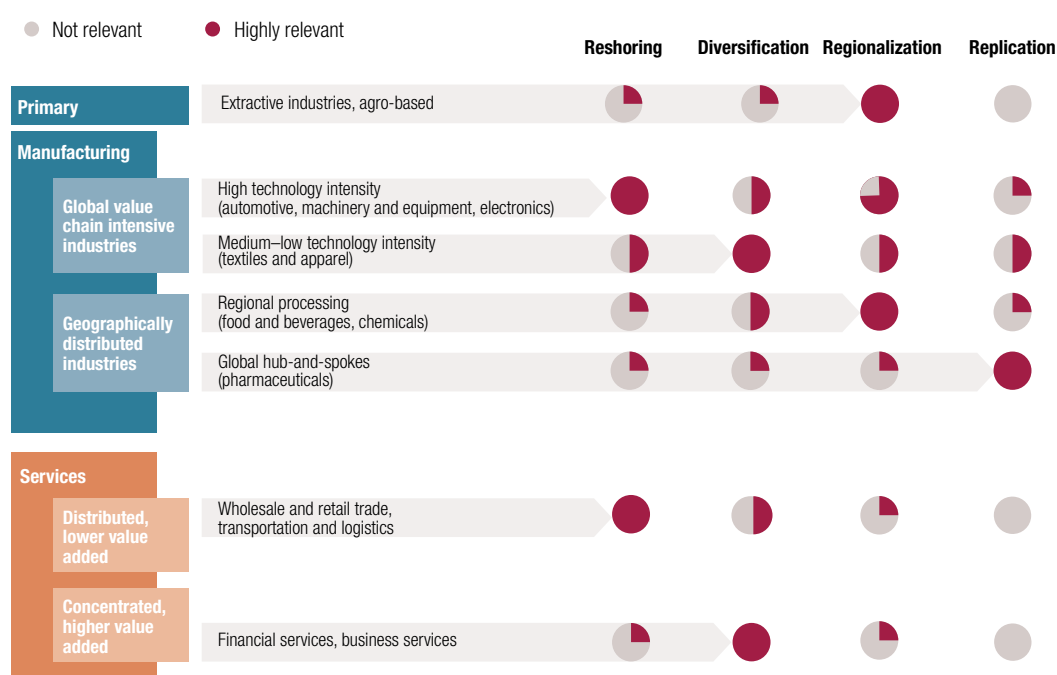 Not relevant
Highly relevant
Reshoring
Diversification
Regionalization
Replication
Primary
Extractive industries, agro-based
Manufacturing
Global value
chain intensive
industries
High technology intensity
(automotive, machinery and equipment, electronics)
Medium–low technology intensity
(textiles and apparel)
Geographically
distributed
industries
Regional processing
(food and beverages, chemicals)
Global hub-and-spokes
(pharmaceuticals)
Services
Distributed,
lower value
added
Wholesale and retail trade,
transportation and logistics
Concentrated,
higher value
added
Financial services, business services